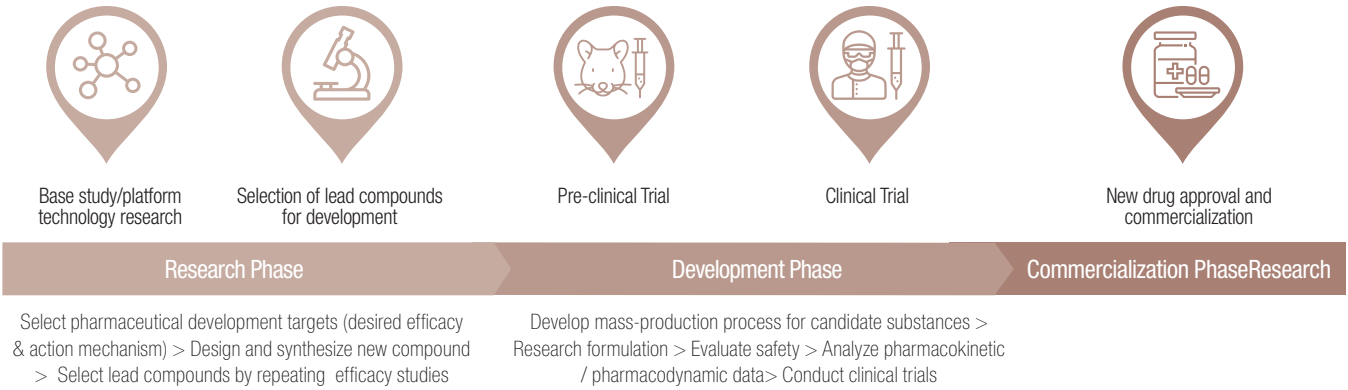 Base study/platform
technology research
Selection of lead compounds
for development
Pre-clinical Trial
Clinical Trial
New drug approval and
commercialization
Research Phase
Development Phase
Commercialization PhaseResearch
Select pharmaceutical development targets (desired efficacy
& action mechanism) > Design and synthesize new compound
> Select lead compounds by repeating efficacy studies
Develop mass-production process for candidate substances >
Research formulation > Evaluate safety > Analyze pharmacokinetic
/ pharmacodynamic data> Conduct clinical trials